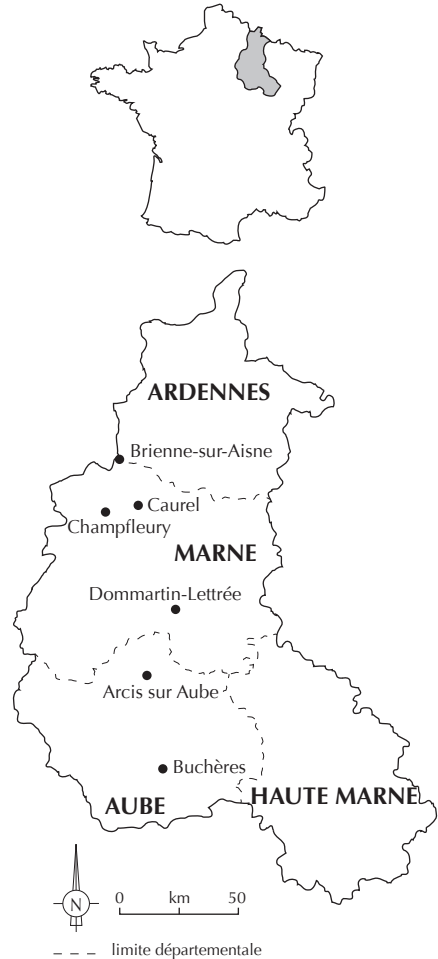 ARDENNES
Brienne-sur-Aisne
Caurel
Champfleury
MARNE
Dommartin-Lettrée
Arcis sur Aube
Buchères
HAUTE MARNE
AUBE
N
0 km 50
limite départementale